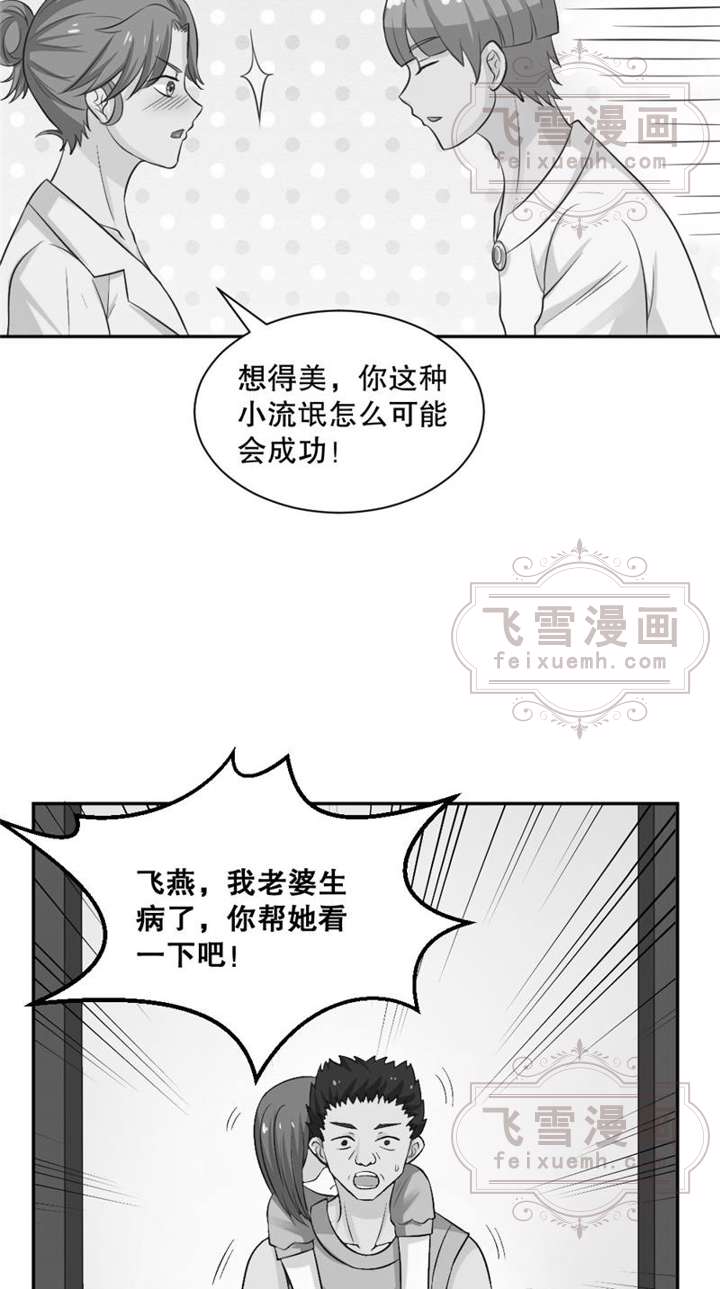 飞雪漫画
feixuemh.com
想得美，你这种
小流氓怎么可能
会成功！
飞雪漫画
feixuemh.com
飞燕，我老婆生
病了，你帮她看
一下吧！
飞雪漫画
feixuemh.com